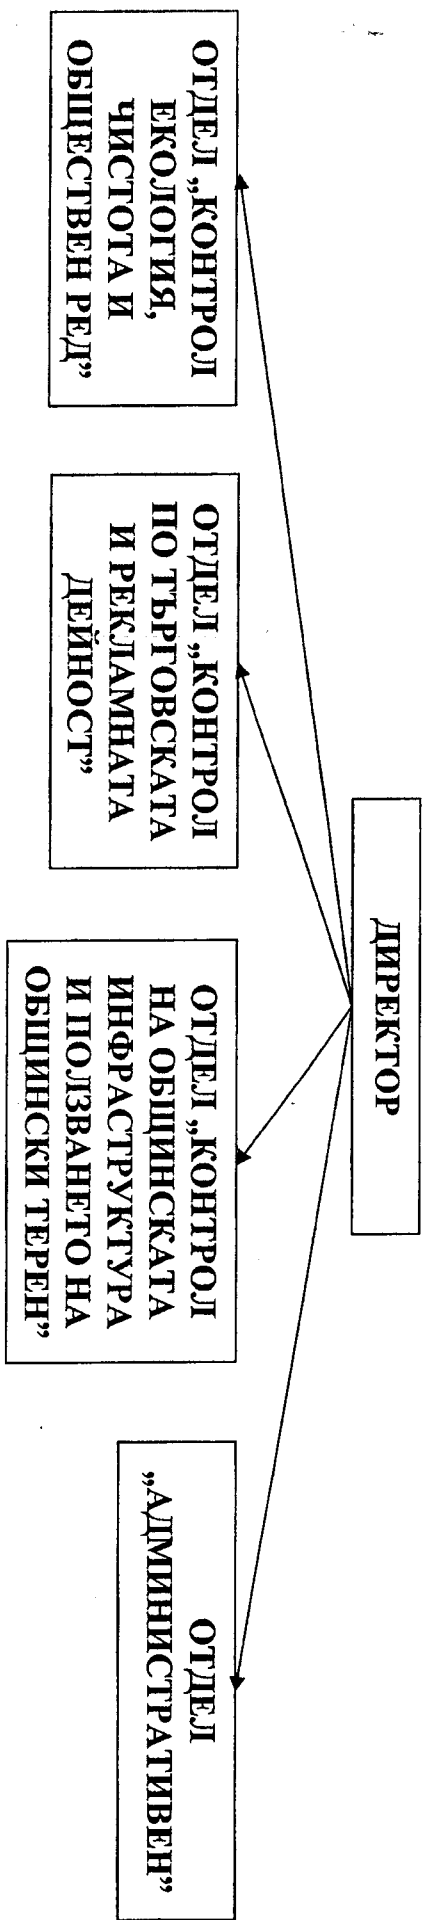 ДИРЕКТОР
ОТДЕЛ „КОНТРОЛ
ЕКОЛОГИЯ,
ЧИСТОТА И
ОБЩЕСТВЕН РЕД”
ОТДЕЛ „КОНТРОЛ
ПО ТЪРГОВСКАТА
И РЕКЛАМНАТА
ДЕЙНОСТ”
ОТДЕЛ „КОНТРОЛ
НА ОБЩИНСКАТА
ИНФРАСТРУКТУРА
И ПОЛЗВАНЕТО НА
ОБЩИНСКИ ТЕРЕН”
ОТДЕЛ
„АДМИНИСТРАТИВЕН”